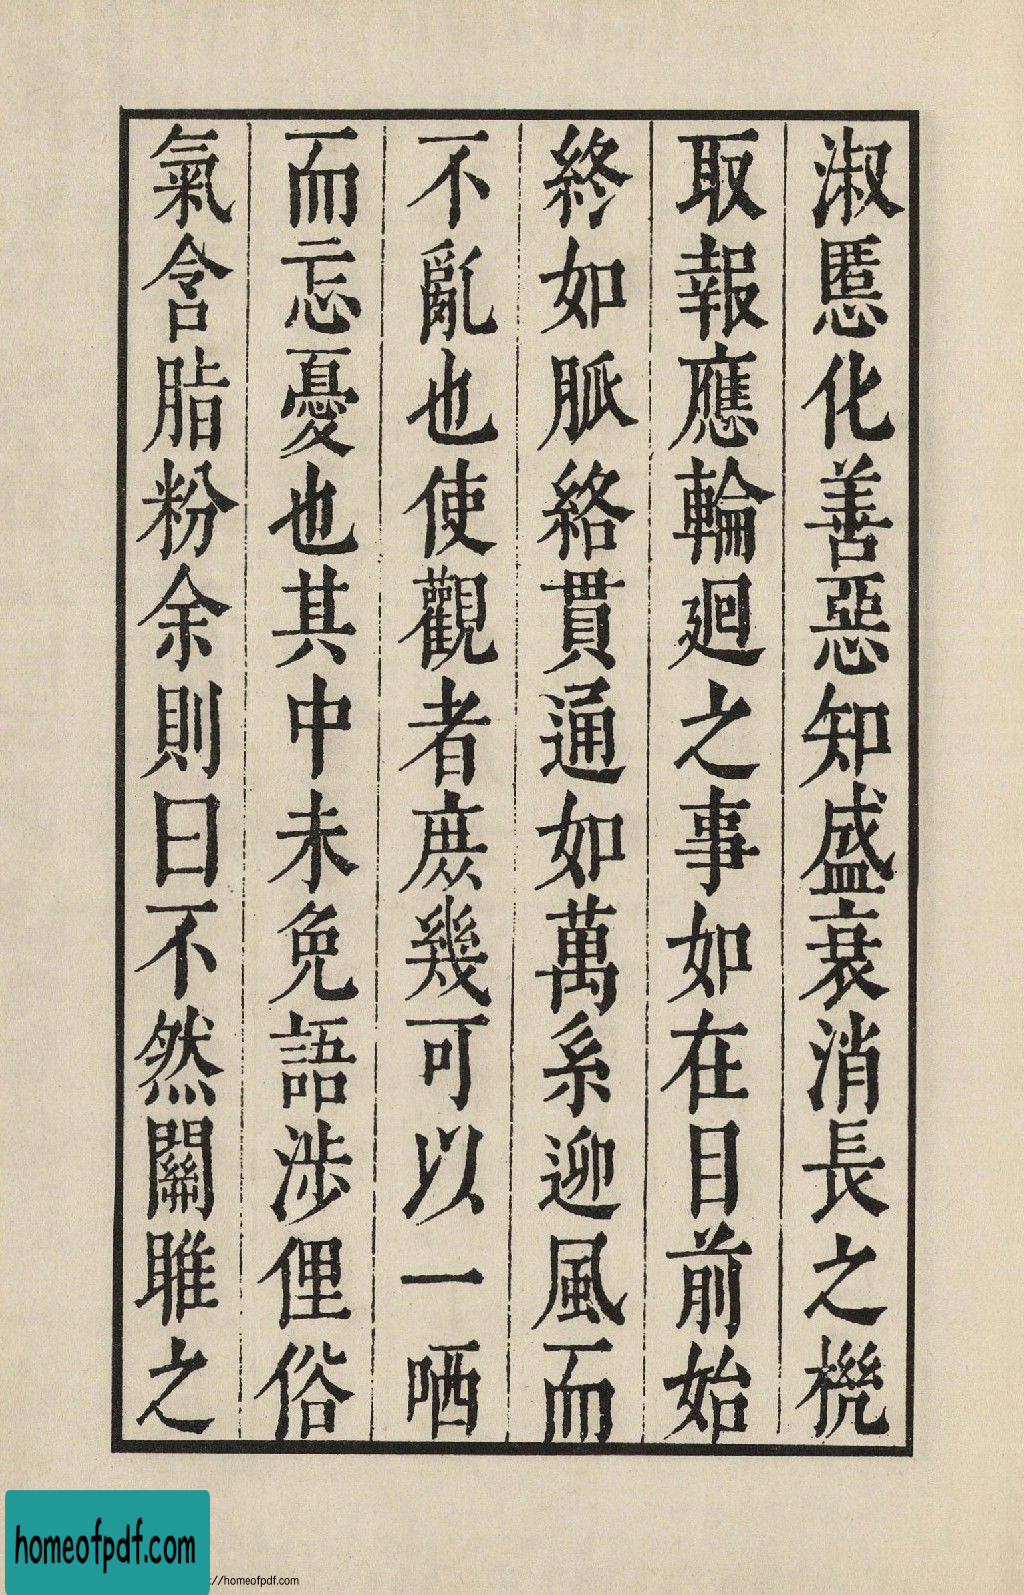 淑慝化善惡知盛衰消長之機
取報應輪迴之事如在目前始
終如脈絡貫通如萬系迎風而
不亂也使觀者庻幾可以一哂
而忘憂也其中未免語涉俚俗
氣含脂粉余則曰不然關雎之
homeofpdf.com
://homeofpdf.com